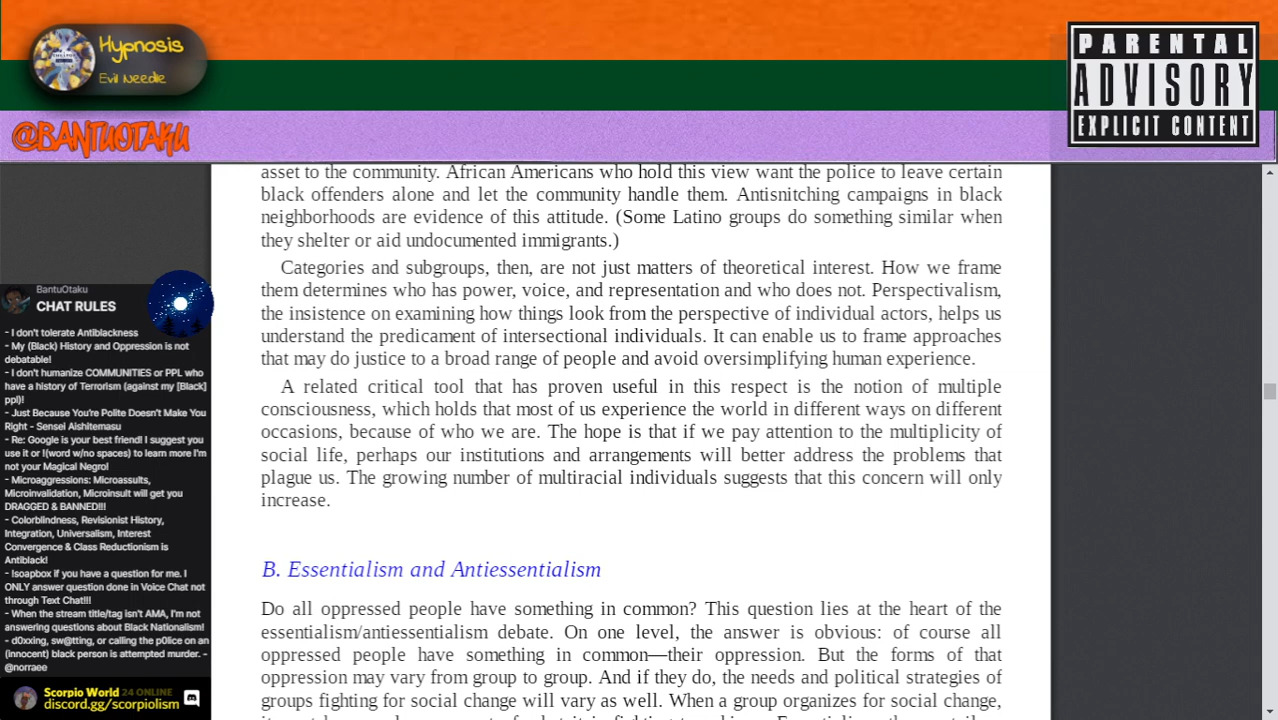 Hypnosis
Evil Needle
PARENTAL
ADVISORY
EXPLICIT CONTENT
@BANTUOTAKU
asset to the community. African Americans who hold this view want the police to leave certain
black offenders alone and let the community handle them. Antisnitching campaigns in black
neighborhoods are evidence of this attitude. (Some Latino groups do something similar when
they shelter or aid undocumented immigrants.)
Categories and subgroups, then, are not just matters of theoretical interest. How we frame
them determines who has power, voice, and representation and who does not. Perspectivalism,
the insistence on examining how things look from the perspective of individual actors, helps us
understand the predicament of intersectional individuals. It can enable us to frame approaches
that may do justice to a broad range of people and avoid oversimplifying human experience.
A related critical tool that has proven useful in this respect is the notion of multiple
consciousness, which holds that most of us experience the world in different ways on different
occasions, because of who we are. The hope is that if we pay attention to the multiplicity of
social life, perhaps our institutions and arrangements will better address the problems that
plague us. The growing number of multiracial individuals suggests that this concern will only
increase.
B. Essentialism and Antiessentialism
Do all oppressed people have something in common? This question lies at the heart of the
essentialism/antiessentialism debate. On one level, the answer is obvious: of course all
oppressed people have something in common—their oppression. But the forms of that
oppression may vary from group to group. And if they do, the needs and political strategies of
groups fighting for social change will vary as well. When a group organizes for social change,
BantuOtaku
CHAT RULES
- I don't tolerate Antiblackness
- My (Black) History and Oppression is not
debatable!
- I don't humanize COMMUNITIES or PPL who
have a history of Terrorism (against my [Black]
ppl)!
- Just Because You're Polite Doesn't Make You
Right - Sensei Aishitemasu
- Re: Google is your best friend! I suggest you
use it or !(word w/no spaces) to learn more I'm
not your Magical Negro!
- Microaggressions: Microassults,
Microinvalidation, Microinsult will get you
DRAGGED & BANNED!!!
- Colorblindness, Revisionist History,
Integration, Universalism, Interest
Convergence & Class Reductionism is
Antiblack!
- !soapbox if you have a question for me. I
ONLY answer question done in Voice Chat not
through Text Chat!!!
- When the stream title/tag isn't AMA, I'm not
answering questions about Black Nationalism!
- d0xxing, sw@tting, or calling the p0lice on an
(innocent) black person is attempted murder. -
@norraee
Scorpio World 24 ONLINE
discord.gg/scorpiolism